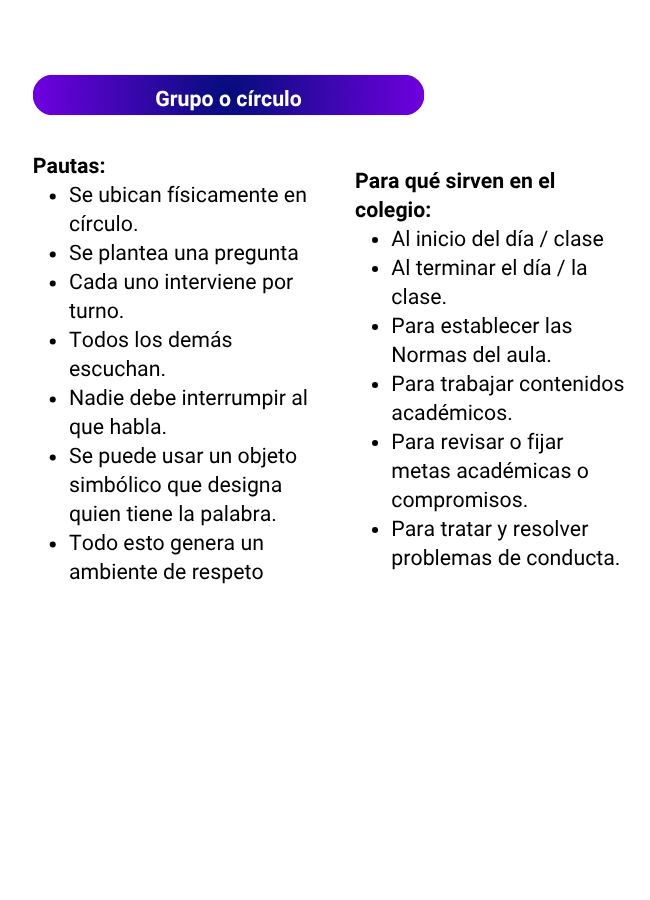 Grupo o círculo
Pautas:
• Se ubican físicamente en
círculo.
• Se plantea una pregunta
• Cada uno interviene por
turno.
• Todos los demás
escuchan.
• Nadie debe interrumpir al
que habla.
• Se puede usar un objeto
simbólico que designa
quien tiene la palabra.
• Todo esto genera un
ambiente de respeto
Para qué sirven en el
colegio:
• Al inicio del día / clase
• Al terminar el día / la
clase.
• Para establecer las
Normas del aula.
• Para trabajar contenidos
académicos.
• Para revisar o fijar
metas académicas o
compromisos.
• Para tratar y resolver
problemas de conducta.